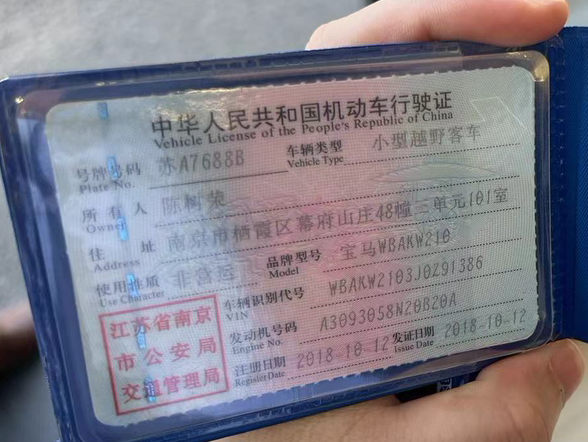 中华人民共和国机动车行驶证
Vehicle License of the People's Republic of China
号牌号码 苏A7688B 车辆类型 小型越野客车
Plate No. Vehicle Type
所有人 陈树荣
Owner
住址 南京市栖霞区幕府山庄48幢三单元101室
Address
使用性质 非营运 品牌型号 宝马WBAKW210
Use Character Model
车辆识别代号 WBAKW2103J0Z91386
VIN
发动机号码 A3093058N20B20A
Engine No.
注册日期 2018-10-12 发证日期 2018-10-12
Register Date Issue Date
江苏省南京
市公安局
交通管理局